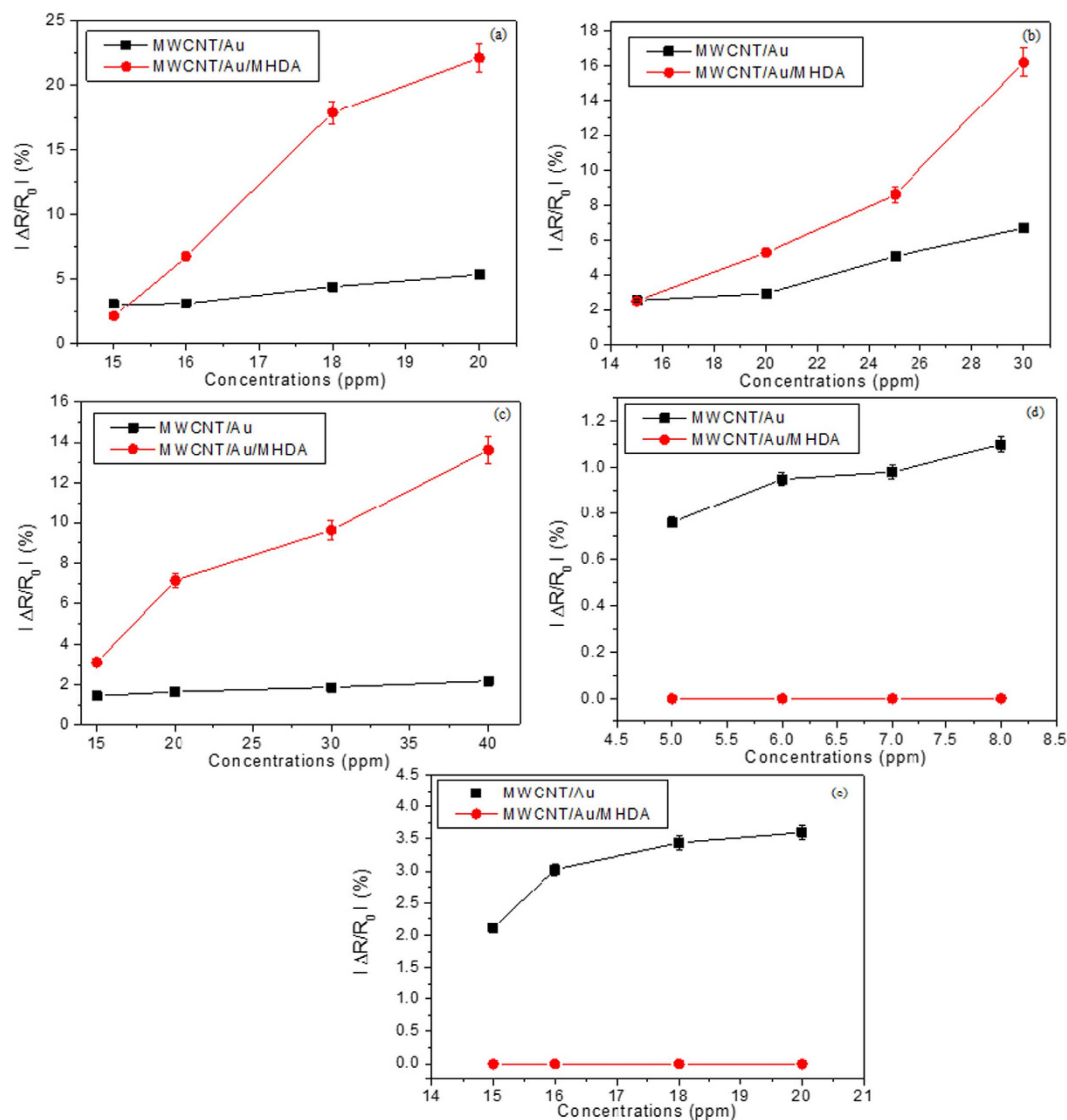 (a)
MWCNT/Au
MWCNT/Au/MHDA
25
20
15
10
5
0
| ΔR/R0 | (%)
15 16 17 18 19 20
Concentrations (ppm)
(b)
MWCNT/Au
MWCNT/Au/MHDA
18
16
14
12
10
8
6
4
2
0
| ΔR/R0 | (%)
14 16 18 20 22 24 26 28 30
Concentrations (ppm)
(c)
MWCNT/Au
MWCNT/Au/MHDA
16
14
12
10
8
6
4
2
0
| ΔR/R0 | (%)
15 20 25 30 35 40
Concentrations (ppm)
(d)
MWCNT/Au
MWCNT/Au/MHDA
1.2
1.0
0.8
0.6
0.4
0.2
0.0
| ΔR/R0 | (%)
4.5 5.0 5.5 6.0 6.5 7.0 7.5 8.0 8.5
Concentrations (ppm)
(e)
MWCNT/Au
MWCNT/Au/MHDA
4.5
4.0
3.5
3.0
2.5
2.0
1.5
1.0
0.5
0.0
| ΔR/R0 | (%)
14 15 16 17 18 19 20 21
Concentrations (ppm)